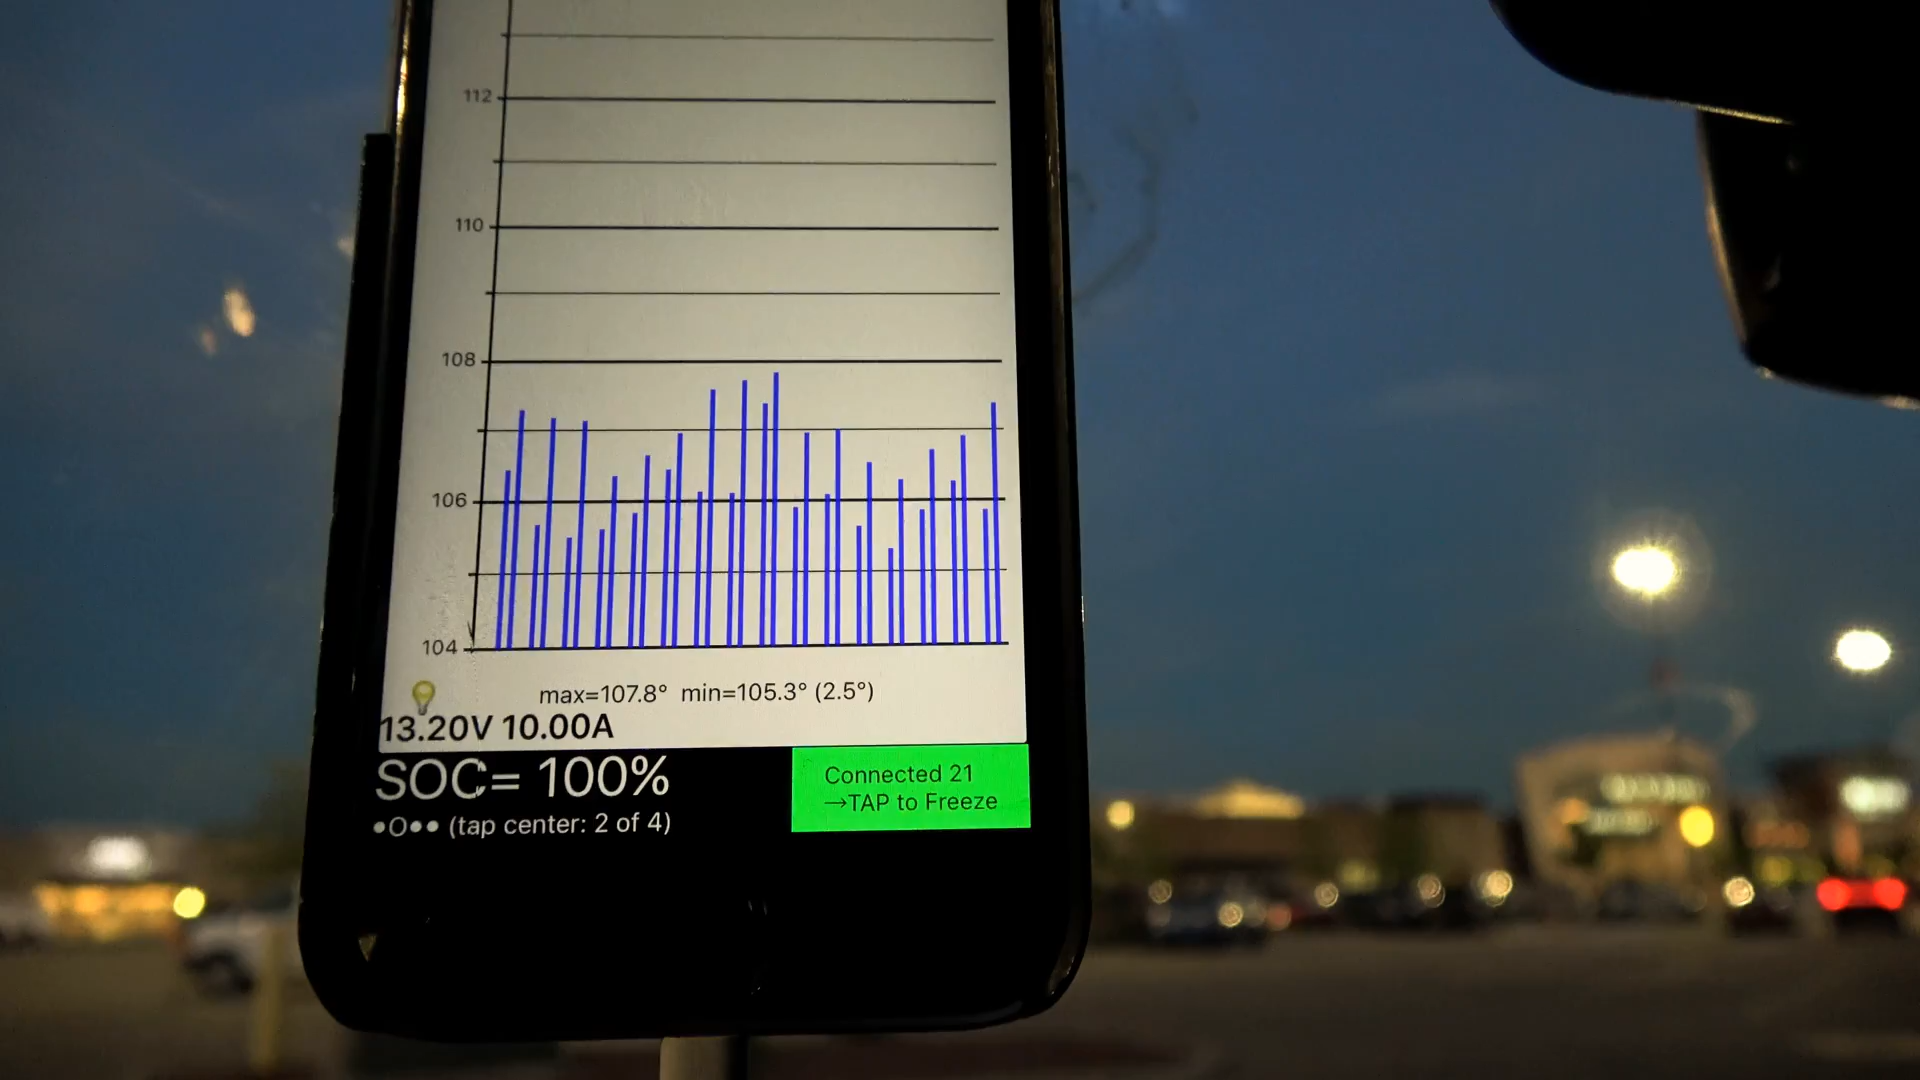 112
110
108
106
104
max=107.8° min=105.3° (2.5°)
13.20V 10.00A
SOC= 100%
Connected 21
→TAP to Freeze
•O•• (tap center: 2 of 4)